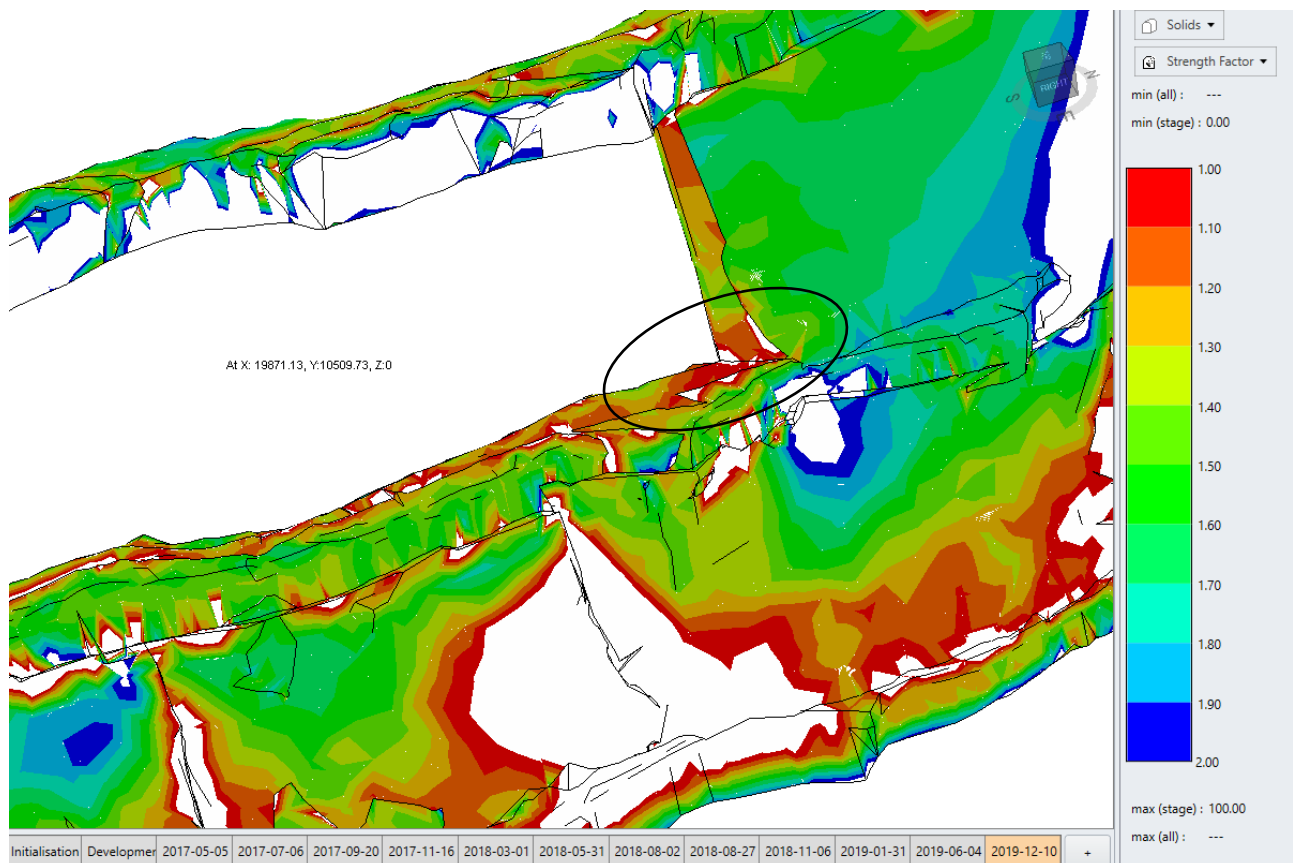 Solids
Strength Factor
min (all) : ---
min (stage) : 0.00
RIGHT
S
N
1.00
1.10
1.20
1.30
1.40
1.50
1.60
1.70
1.80
1.90
2.00
At X: 19871.13, Y:10509.73, Z:0
max (stage) : 100.00
max (all) : ---
Initialisation Developmer 2017-05-05 2017-07-06 2017-09-20 2017-11-16 2018-03-01 2018-05-31 2018-08-02 2018-08-27 2018-11-06 2019-01-31 2019-06-04 2019-12-10 +